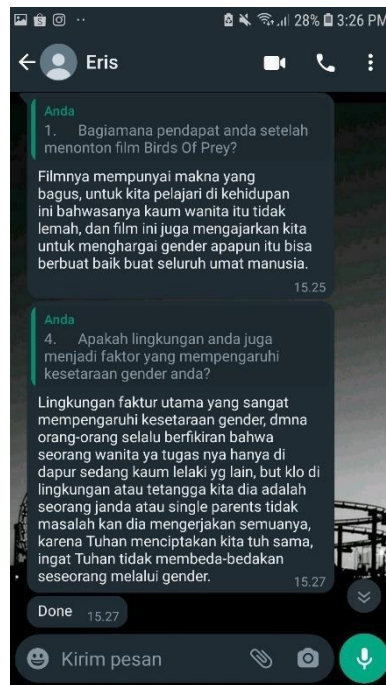 28% 3:26 PM
Eris
Anda
1. Bagiamana pendapat anda setelah
menonton film Birds Of Prey?
Filmnya mempunyai makna yang
bagus, untuk kita pelajari di kehidupan
ini bahwasanya kaum wanita itu tidak
lemah, dan film ini juga mengajarkan kita
untuk menghargai gender apapun itu bisa
berbuat baik buat seluruh umat manusia.
15.25
Anda
4. Apakah lingkungan anda juga
menjadi faktor yang mempengaruhi
kesetaraan gender anda?
Lingkungan faktur utama yang sangat
mempengaruhi kesetaraan gender, dmna
orang-orang selalu berfikiran bahwa
seorang wanita ya tugas nya hanya di
dapur sedang kaum lelaki yg lain, but klo di
lingkungan atau tetangga kita dia adalah
seorang janda atau single parents tidak
masalah kan dia mengerjakan semuanya,
karena Tuhan menciptakan kita tuh sama,
ingat Tuhan tidak membeda-bedakan
seseorang melalui gender.
15.27
Done 15.27
Kirim pesan